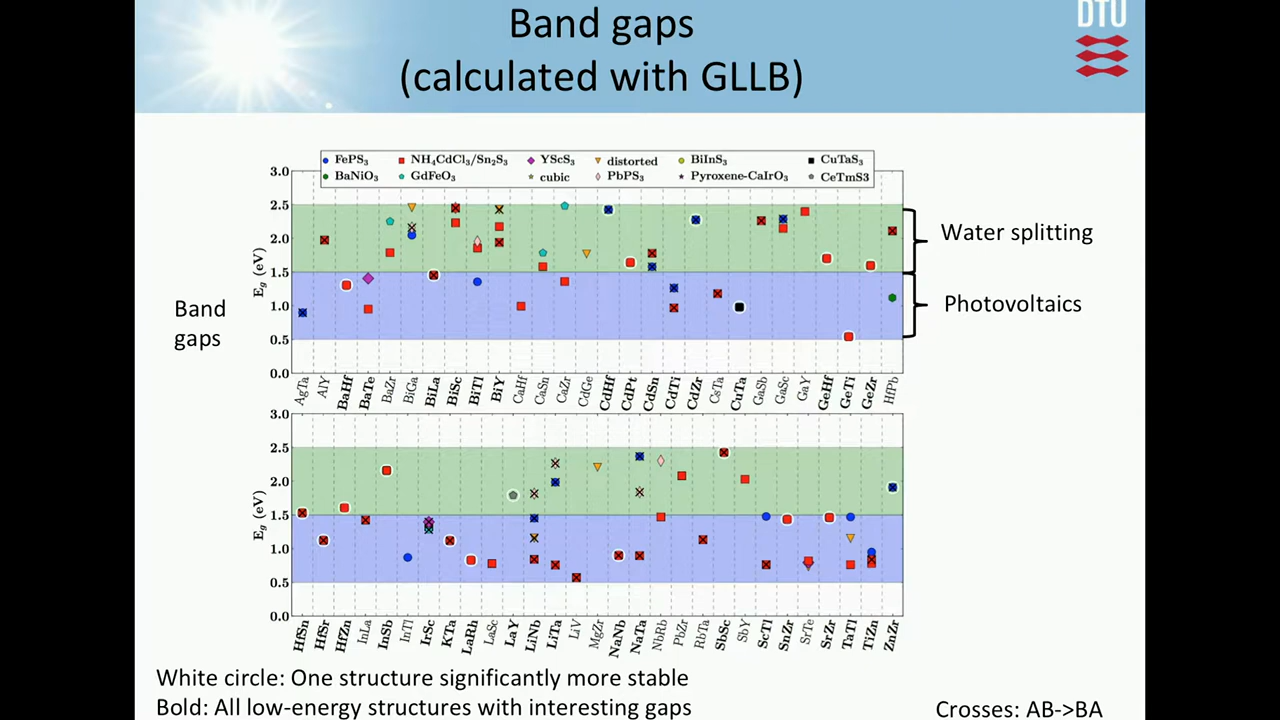 Band gaps
(calculated with GLLB)
DTU
FePS₃ NH₄CdCl₃/Sn₂S₃ YScS₃ distorted BiInS₃ CuTaS₃
BaNiO₃ GdFeO₃ cubic PbPS₃ Pyroxene-CaIrO₃ CeTmS3
3.0
2.5
2.0
1.5
1.0
0.5
0.0
E_g (eV)
Water splitting
Photovoltaics
Band
gaps
AgTa AlY BaHf BaTe BaZr BiGa BiLa BiSc BiTl BiY CaHf CaSn CaZr CdGe CdHf CdPt CdSn CdTi CdZr CsTa CuTa GaSb GaSc GaY GeHf GeTi GeZr HfPb
3.0
2.5
2.0
1.5
1.0
0.5
0.0
E_g (eV)
HfSn HfSr HfZn InLa InSb InTl IrSc KTa LaRh LaSc LaY LiNb LiTa LiV MgZr NaNb NaTa NbRb PbZr RbTa SbSc SbY ScTl SnZr SrTe SrZr TaTl TiZn ZnZr
White circle: One structure significantly more stable
Bold: All low-energy structures with interesting gaps
Crosses: AB->BA